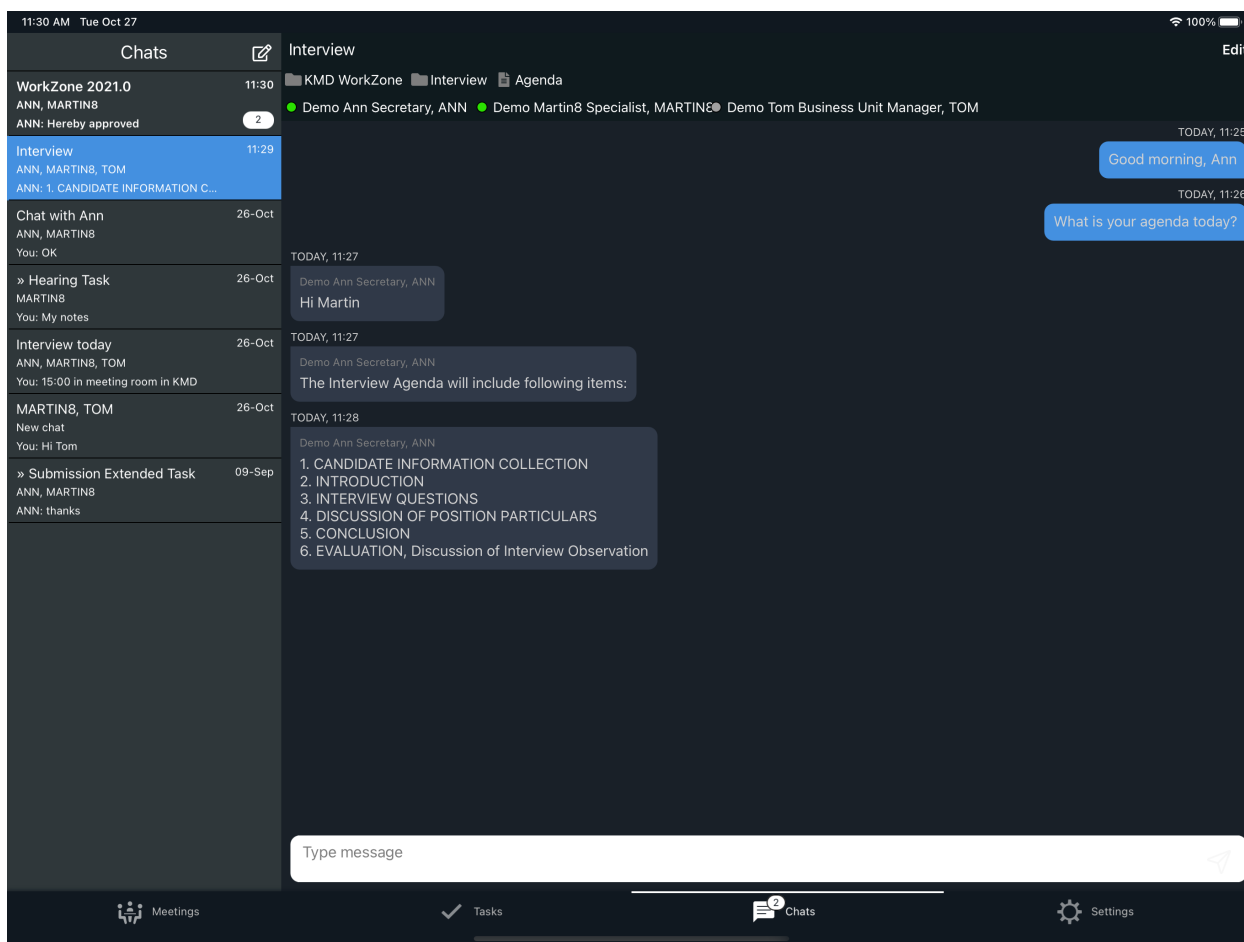 11:30 AM Tue Oct 27
100%
Chats
WorkZone 2021.0 11:30
ANN, MARTIN8
ANN: Hereby approved 2
Interview 11:29
ANN, MARTIN8, TOM
ANN: 1. CANDIDATE INFORMATION C...
Chat with Ann 26-Oct
ANN, MARTIN8
You: OK
» Hearing Task 26-Oct
MARTIN8
You: My notes
Interview today 26-Oct
ANN, MARTIN8, TOM
You: 15:00 in meeting room in KMD
MARTIN8, TOM 26-Oct
New chat
You: Hi Tom
» Submission Extended Task 09-Sep
ANN, MARTIN8
ANN: thanks
Interview Edit
KMD WorkZone Interview Agenda
Demo Ann Secretary, ANN Demo Martin8 Specialist, MARTIN8 Demo Tom Business Unit Manager, TOM
TODAY, 11:25
Good morning, Ann
TODAY, 11:26
What is your agenda today?
TODAY, 11:27
Demo Ann Secretary, ANN
Hi Martin
TODAY, 11:27
Demo Ann Secretary, ANN
The Interview Agenda will include following items:
TODAY, 11:28
Demo Ann Secretary, ANN
1. CANDIDATE INFORMATION COLLECTION
2. INTRODUCTION
3. INTERVIEW QUESTIONS
4. DISCUSSION OF POSITION PARTICULARS
5. CONCLUSION
6. EVALUATION, Discussion of Interview Observation
Type message
Meetings Tasks 2 Chats Settings